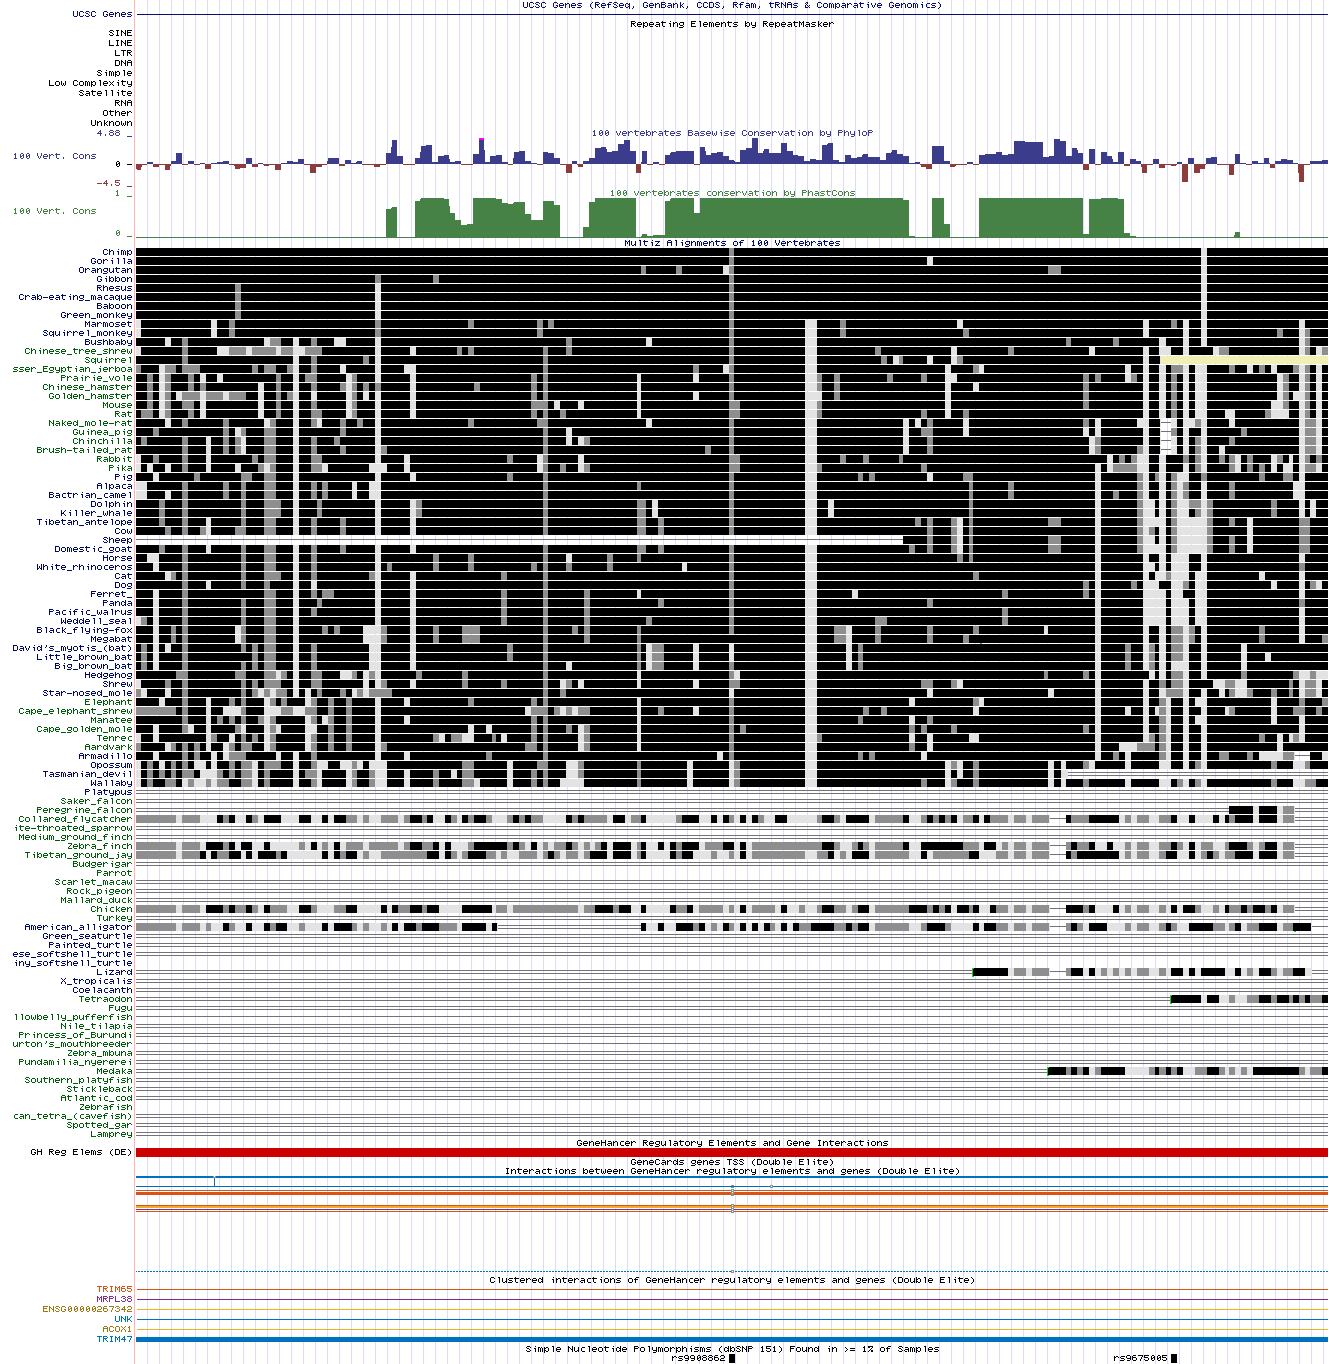 UCSC Genes (RefSeq, GenBank, CCDS, Rfam, tRNAs & Comparative Genomics)
UCSC Genes
Repeating Elements by RepeatMasker
SINE
LINE
LTR
DNA
Simple
Low Complexity
Satellite
RNA
Other
Unknown
4.88 _
100 vertebrates Basewise Conservation by PhyloP
100 Vert. Cons
0 _
-4.5 _
100 vertebrates conservation by PhastCons
1 _
100 Vert. Cons
0 _
Multiz Alignments of 100 Vertebrates
Chimp
Gorilla
Orangutan
Gibbon
Rhesus
Crab-eating_macaque
Baboon
Green_monkey
Marmoset
Squirrel_monkey
Bushbaby
Chinese_tree_shrew
Squirrel
sser_Egyptian_jerboa
Prairie_vole
Chinese_hamster
Golden_hamster
Mouse
Rat
Naked_mole-rat
Guinea_pig
Chinchilla
Brush-tailed_rat
Rabbit
Pika
Pig
Alpaca
Bactrian_camel
Dolphin
Killer_whale
Tibetan_antelope
Cow
Sheep
Domestic_goat
Horse
White_rhinoceros
Cat
Dog
Ferret_
Panda
Pacific_walrus
Weddell_seal
Black_flying-fox
Megabat
David's_myotis_(bat)
Little_brown_bat
Big_brown_bat
Hedgehog
Shrew
Star-nosed_mole
Elephant
Cape_elephant_shrew
Manatee
Cape_golden_mole
Tenrec
Aardvark
Armadillo
Opossum
Tasmanian_devil
Wallaby
Platypus
Saker_falcon
Peregrine_falcon
Collared_flycatcher
ite-throated_sparrow
Medium_ground_finch
Zebra_finch
Tibetan_ground_jay
Budgerigar
Parrot
Scarlet_macaw
Rock_pigeon
Mallard_duck
Chicken
Turkey
American_alligator
Green_seaturtle
Painted_turtle
ese_softshell_turtle
iny_softshell_turtle
Lizard
X_tropicalis
Coelacanth
Tetraodon
Fugu
llowbelly_pufferfish
Nile_tilapia
Princess_of_Burundi
urton's_mouthbreeder
Zebra_mbuna
Pundamilia_nyererei
Medaka
Southern_platyfish
Stickleback
Atlantic_cod
Zebrafish
can_tetra_(cavefish)
Spotted_gar
Lamprey
GeneHancer Regulatory Elements and Gene Interactions
GH Reg Elems (DE)
GeneCards genes TSS (Double Elite)
Interactions between GeneHancer regulatory elements and genes (Double Elite)
Clustered interactions of GeneHancer regulatory elements and genes (Double Elite)
TRIM65
MRPL38
ENSG00000267342
UNK
ACOX1
TRIM47
Simple Nucleotide Polymorphisms (dbSNP 151) Found in >= 1% of Samples
rs9908862 rs9675005